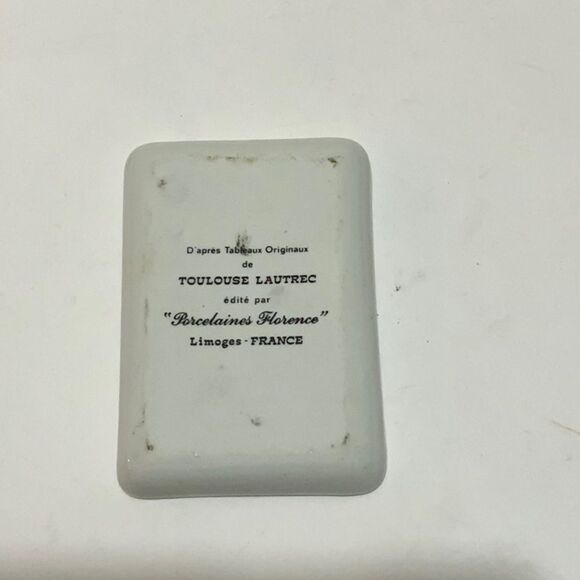 D'après Tableaux Originaux
de
TOULOUSE LAUTREC
édité par
"Porcelaines Florence"
Limoges - FRANCE